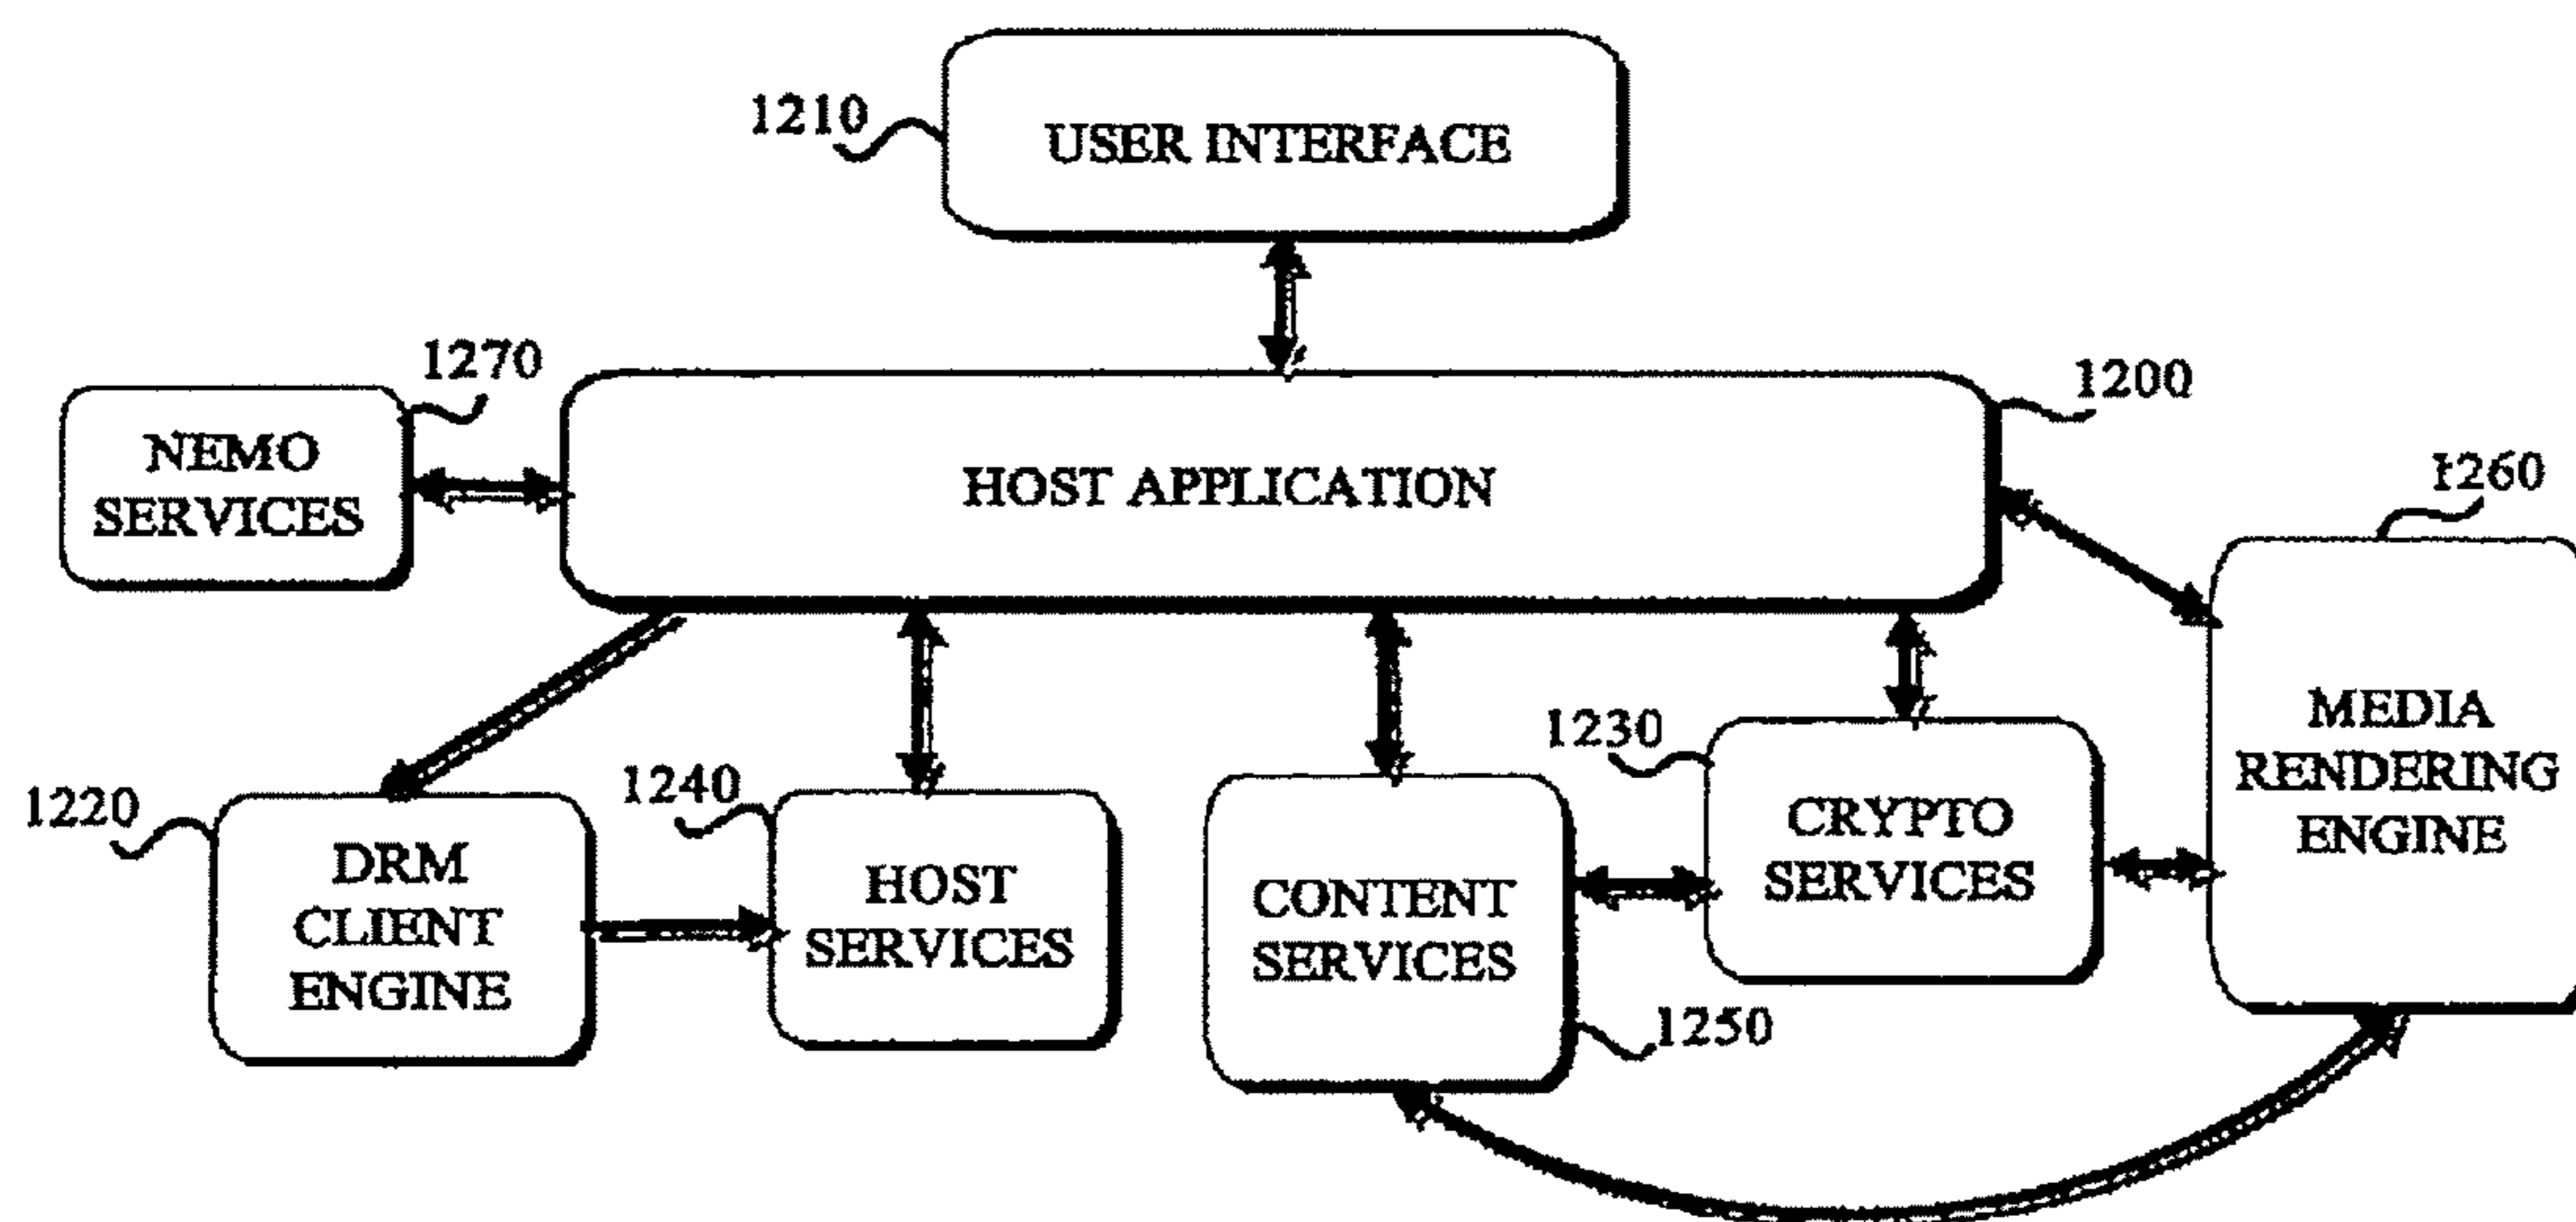 1210
USER INTERFACE
1270
1200
NEMO
SERVICES
HOST APPLICATION
1260
1220
DRM
CLIENT
ENGINE
1240
HOST
SERVICES
CONTENT
SERVICES
1250
1230
CRYPTO
SERVICES
MEDIA
RENDERING
ENGINE